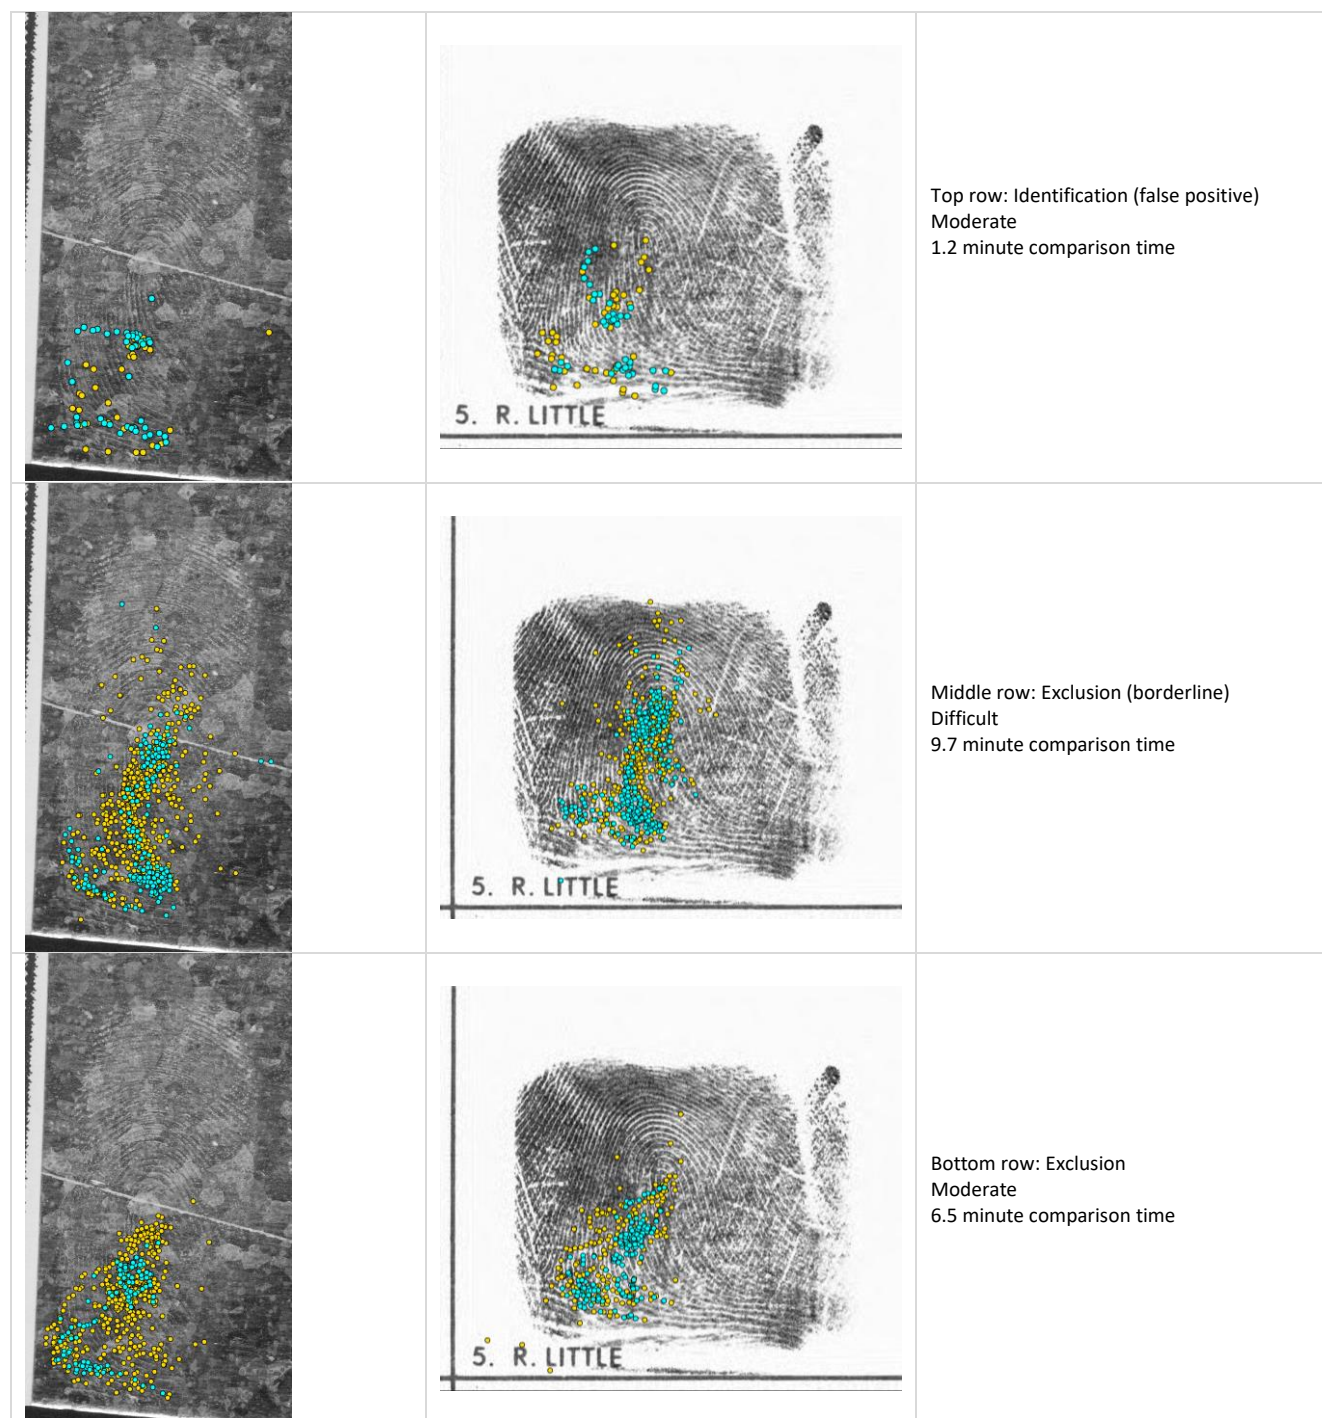 Top row: Identification (false positive)
Moderate
1.2 minute comparison time
5. R. LITTLE
Middle row: Exclusion (borderline)
Difficult
9.7 minute comparison time
5. R. LITTLE
Bottom row: Exclusion
Moderate
6.5 minute comparison time
5. R. LITTLE